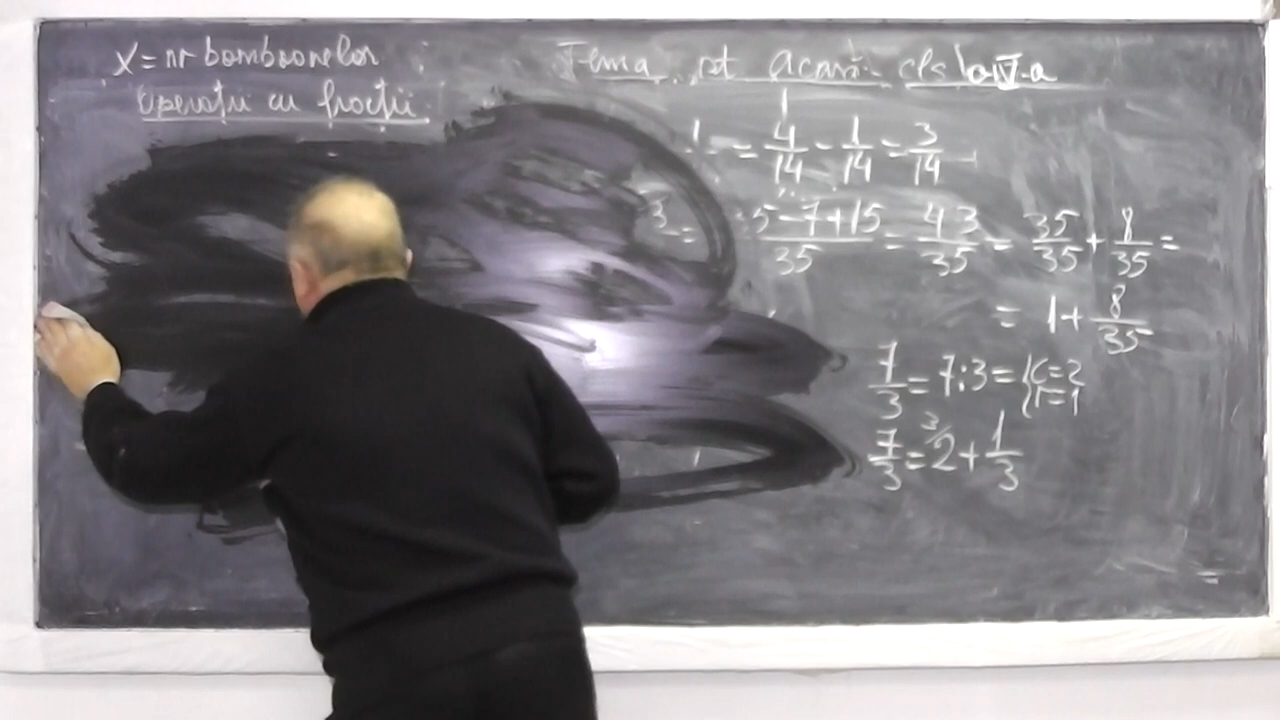 X = nr bomboanelor
Operații cu fracții
Tema pt acasă cls a IV-a
1
= 4/14 - 1/14 = 3/14
3 = 5-7+15/35 = 43/35 = 35/35 + 8/35 =
= 1 + 8/35
7/3 = 7:3 = {C=2
r=1
7/3 = 2 + 1/3